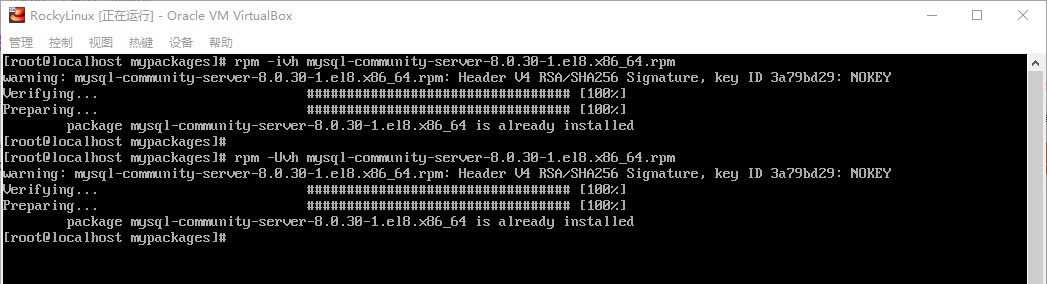 RockyLinux [正在运行] - Oracle VM VirtualBox
管理 控制 视图 热键 设备 帮助
[root@localhost mypackages]# rpm -ivh mysql-community-server-8.0.30-1.el8.x86_64.rpm
warning: mysql-community-server-8.0.30-1.el8.x86_64.rpm: Header V4 RSA/SHA256 Signature, key ID 3a79bd29: NOKEY
Verifying... ################################# [100%]
Preparing... ################################# [100%]
package mysql-community-server-8.0.30-1.el8.x86_64 is already installed
[root@localhost mypackages]#
[root@localhost mypackages]# rpm -Uvh mysql-community-server-8.0.30-1.el8.x86_64.rpm
warning: mysql-community-server-8.0.30-1.el8.x86_64.rpm: Header V4 RSA/SHA256 Signature, key ID 3a79bd29: NOKEY
Verifying... ################################# [100%]
Preparing... ################################# [100%]
package mysql-community-server-8.0.30-1.el8.x86_64 is already installed
[root@localhost mypackages]#